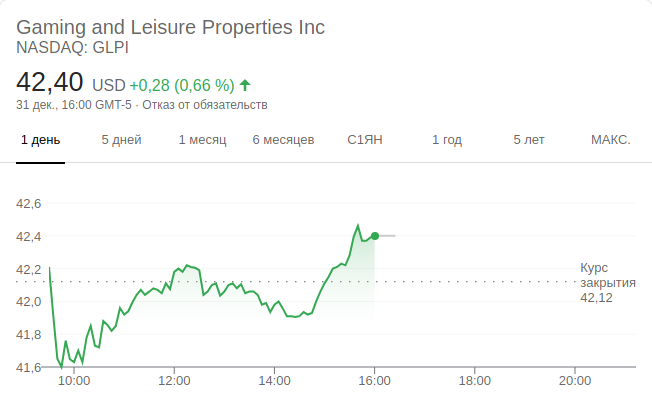 Gaming and Leisure Properties Inc
NASDAQ: GLPI
42,40 USD +0,28 (0,66 %)
31 дек., 16:00 GMT-5 · Отказ от обязательств
1 день 5 дней 1 месяц 6 месяцев С1ЯН 1 год 5 лет МАКС.
42,6
42,4
42,2
42,0
41,8
41,6
Курс
закрытия
42,12
10:00 12:00 14:00 16:00 18:00 20:00